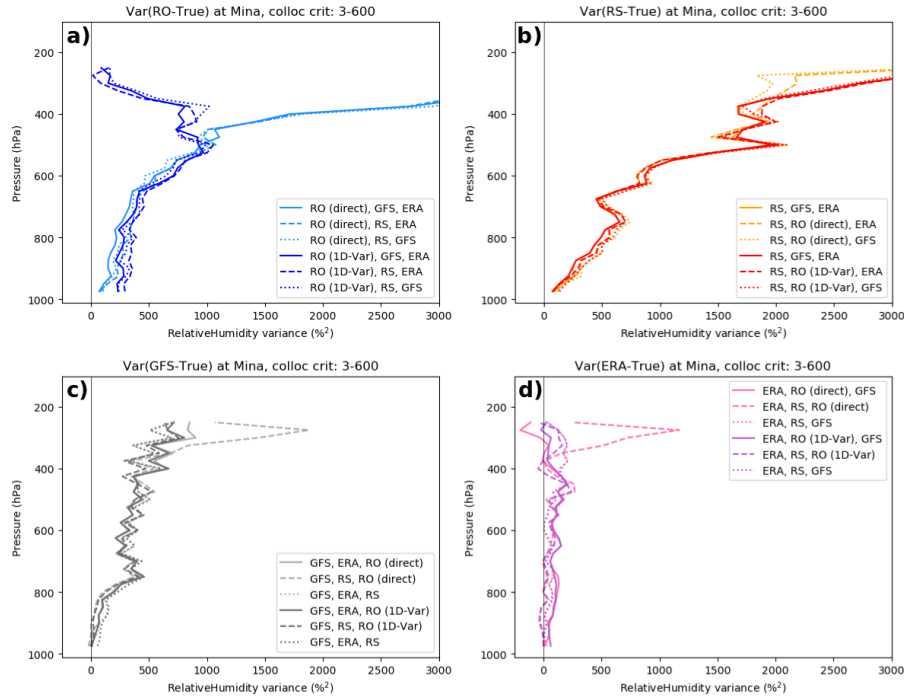 Var(RO-True) at Mina, colloc crit: 3-600
a)
200
400
600
800
1000
Pressure (hPa)
RO (direct), GFS, ERA
RO (direct), RS, ERA
RO (direct), RS, GFS
RO (1D-Var), GFS, ERA
RO (1D-Var), RS, ERA
RO (1D-Var), RS, GFS
0 500 1000 1500 2000 2500 3000
RelativeHumidity variance (%²)
Var(RS-True) at Mina, colloc crit: 3-600
b)
200
400
600
800
1000
Pressure (hPa)
RS, GFS, ERA
RS, RO (direct), ERA
RS, RO (direct), GFS
RS, GFS, ERA
RS, RO (1D-Var), ERA
RS, RO (1D-Var), GFS
0 500 1000 1500 2000 2500 3000
RelativeHumidity variance (%²)
Var(GFS-True) at Mina, colloc crit: 3-600
c)
200
400
600
800
1000
Pressure (hPa)
GFS, ERA, RO (direct)
GFS, RS, RO (direct)
GFS, ERA, RS
GFS, ERA, RO (1D-Var)
GFS, RS, RO (1D-Var)
GFS, ERA, RS
0 500 1000 1500 2000 2500 3000
RelativeHumidity variance (%²)
Var(ERA-True) at Mina, colloc crit: 3-600
d)
200
400
600
800
1000
Pressure (hPa)
ERA, RO (direct), GFS
ERA, RS, RO (direct)
ERA, RS, GFS
ERA, RO (1D-Var), GFS
ERA, RS, RO (1D-Var)
ERA, RS, GFS
0 500 1000 1500 2000 2500 3000
RelativeHumidity variance (%²)